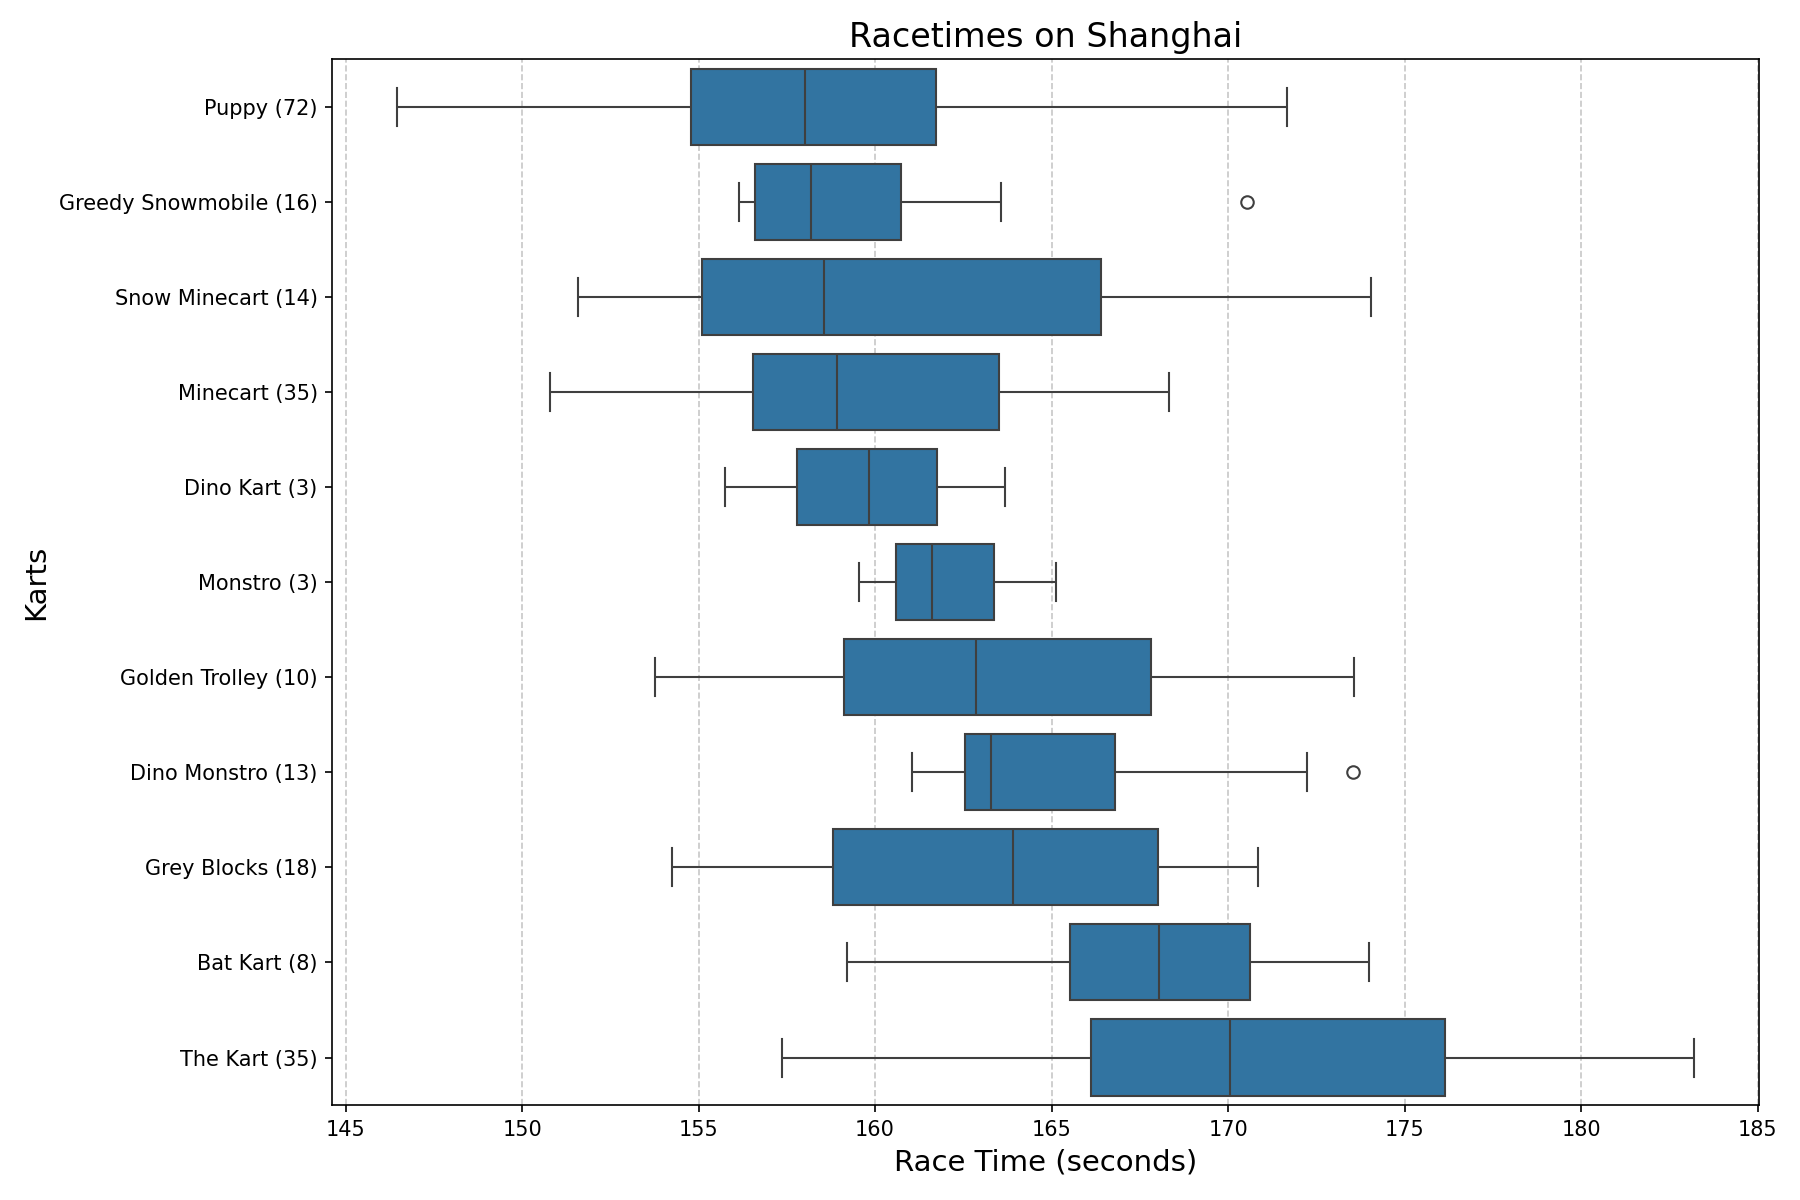 Racetimes on Shanghai
Puppy (72)
Greedy Snowmobile (16)
Snow Minecart (14)
Minecart (35)
Dino Kart (3)
Monstro (3)
Golden Trolley (10)
Dino Monstro (13)
Grey Blocks (18)
Bat Kart (8)
The Kart (35)
Karts
145 150 155 160 165 170 175 180 185
Race Time (seconds)